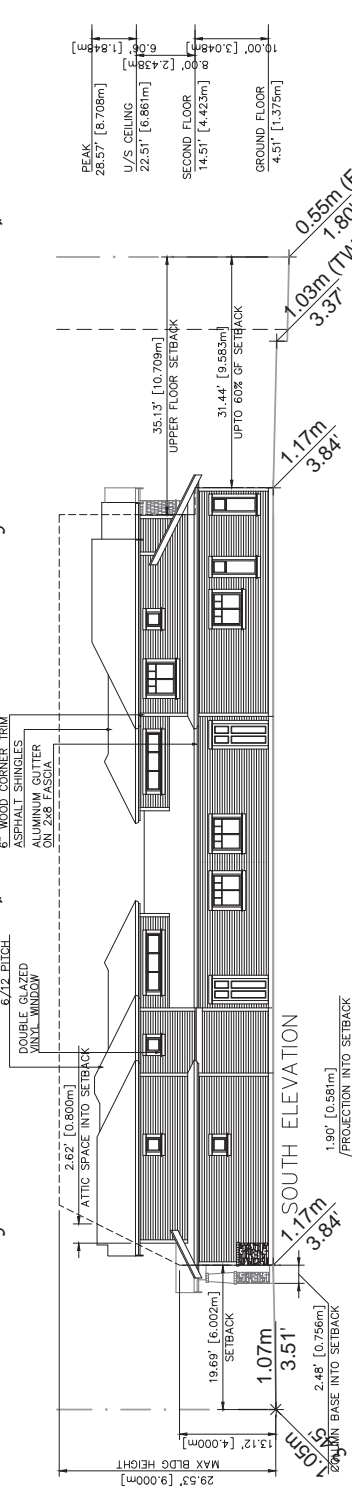 PEAK
28.57' [8.708m]
U/S CEILING
22.51' [6.861m]
SECOND FLOOR
14.51' [4.423m]
GROUND FLOOR
4.51' [1.375m]
6.06' [1.848m]
8.00' [2.438m]
10.00' [3.048m]
35.13' [10.709m]
UPPER FLOOR SETBACK
31.44' [9.583m]
UPTO 60% GF SETBACK
0.55m
1.80'
1.03m (TW
3.37'
1.17m
3.84'
6" WOOD CORNER TRIM
ASPHALT SHINGLES
ALUMINUM GUTTER
ON 2x8 FASCIA
6/12 PITCH
DOUBLE GLAZED
VINYL WINDOW
2.62' [0.800m]
ATTIC SPACE INTO SETBACK
SOUTH ELEVATION
1.90' [0.581m]
/PROJECTION INTO SETBACK
1.17m
3.84'
19.69' [6.002m]
SETBACK
1.07m
3.51'
2.48' [0.756m]
COLUMN BASE INTO SETBACK
13.12' [4.000m]
MAX BLDG HEIGHT
29.53' [9.000m]